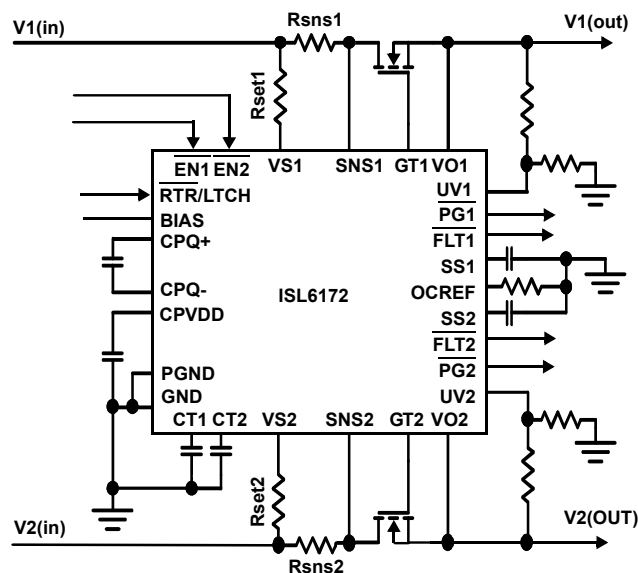 Rsns1
V1(in)
V1(out)
Rset1
EN1 EN2 VS1 SNS1 GT1 VO1
RTR/LTCH
UV1
BIAS
PG1
CPQ+
FLT1
SS1
CPQ-
ISL6172
OCREF
CPVDD
SS2
FLT2
PGND
PG2
GND
UV2
CT1 CT2 VS2 SNS2 GT2 VO2
Rset2
V2(in)
V2(OUT)
Rsns2